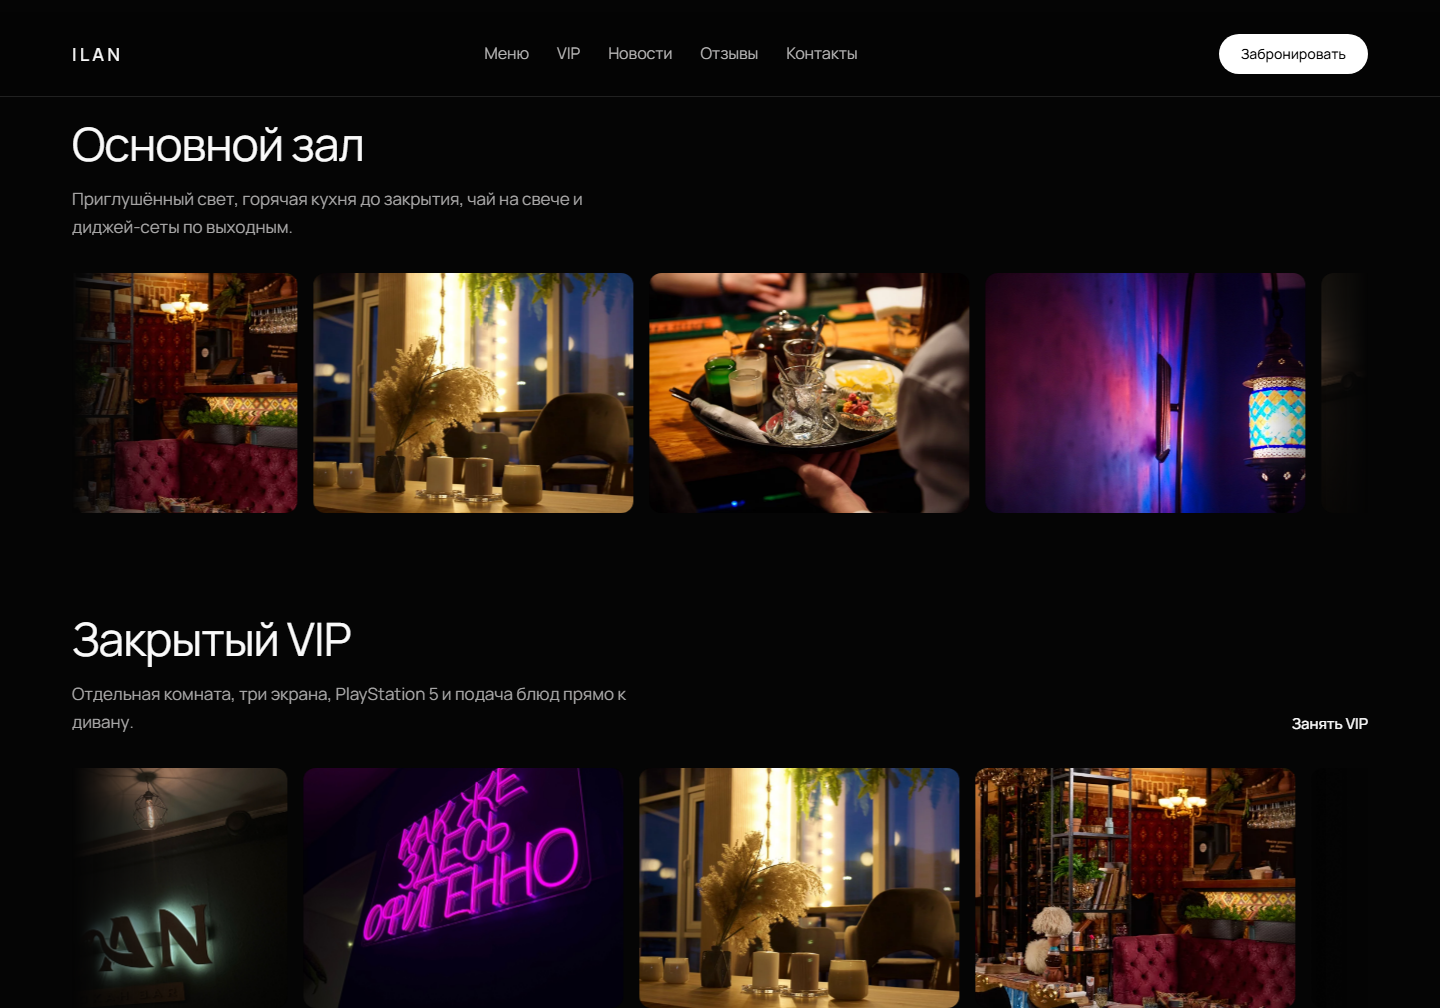 ILAN
Меню
VIP
Новости
Отзывы
Контакты
Забронировать
Основной зал
Приглушённый свет, горячая кухня до закрытия, чай на свече и
диджей-сеты по выходным.
Закрытый VIP
Отдельная комната, три экрана, PlayStation 5 и подача блюд прямо к
дивану.
Занять VIP
AN
КАК ЖЕ
ЗДЕСЬ
ОФИГЕННО